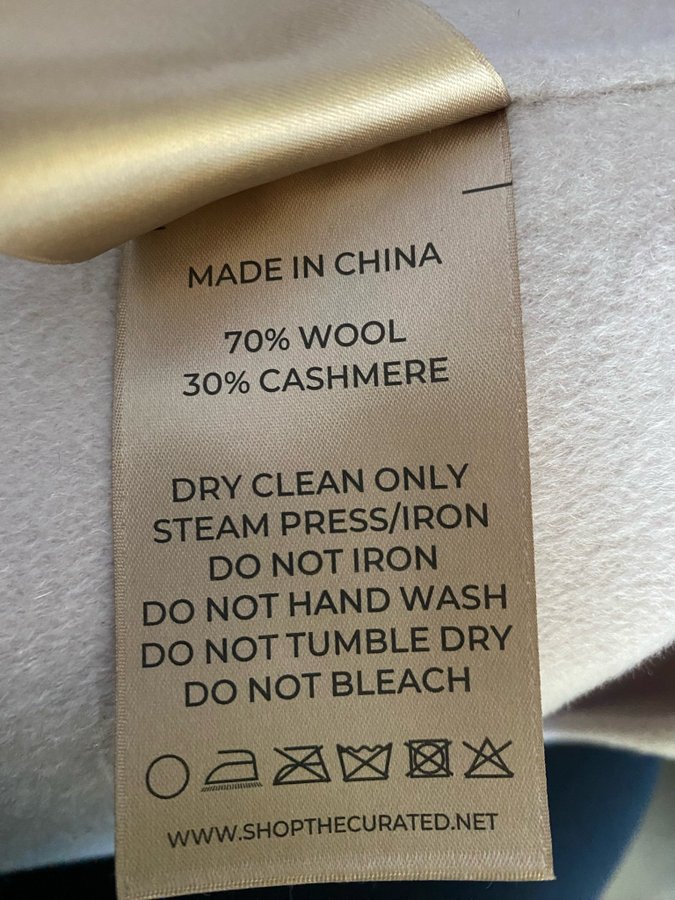 MADE IN CHINA
70% WOOL
30% CASHMERE
DRY CLEAN ONLY
STEAM PRESS/IRON
DO NOT IRON
DO NOT HAND WASH
DO NOT TUMBLE DRY
DO NOT BLEACH
WWW.SHOPTHECURATED.NET